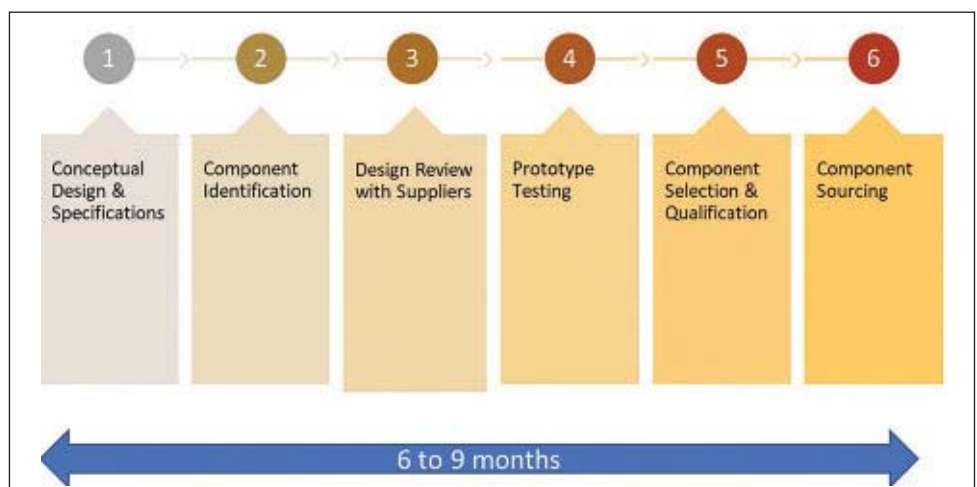 1
2
3
4
5
6
Conceptual
Design &
Specifications
Component
Identification
Design Review
with Suppliers
Prototype
Testing
Component
Selection &
Qualification
Component
Sourcing
6 to 9 months